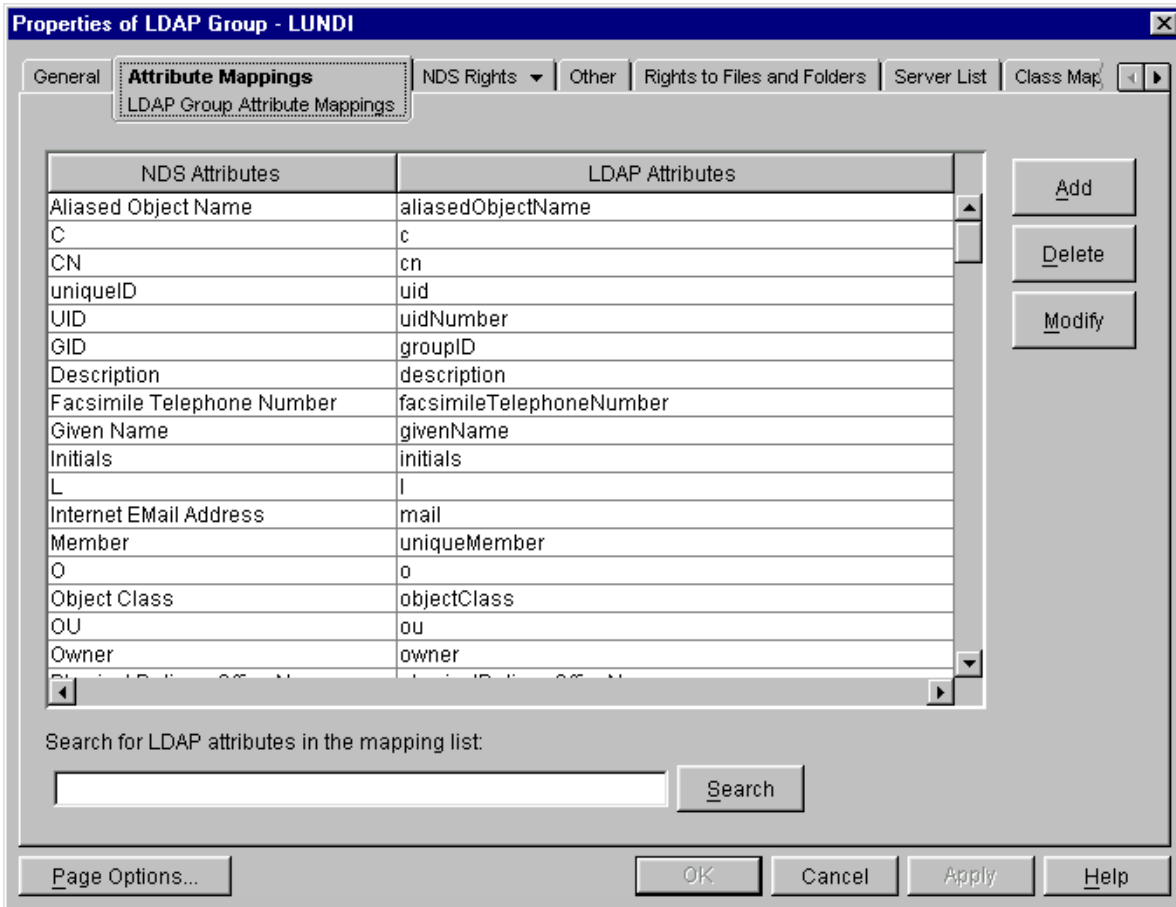 Properties of LDAP Group - LUNDI
General
Attribute Mappings
NDS Rights
Other
Rights to Files and Folders
Server List
Class Map
LDAP Group Attribute Mappings
NDS Attributes LDAP Attributes
Aliased Object Name aliasedObjectName
C c
CN cn
uniqueID uid
UID uidNumber
GID groupID
Description description
Facsimile Telephone Number facsimileTelephoneNumber
Given Name givenName
Initials initials
L l
Internet EMail Address mail
Member uniqueMember
O o
Object Class objectClass
OU ou
Owner owner
Add
Delete
Modify
Search for LDAP attributes in the mapping list:
Search
Page Options...
OK
Cancel
Apply
Help